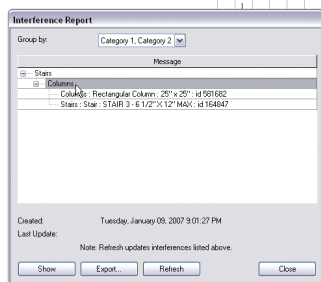 Interference Report
Group by: Category 1, Category 2
Message
Stairs
Columns
Columns : Rectangular Column : 25" x 25" : id 581682
Stairs : Stair : STAIR 3 - 6 1/2" X 12" MAX : id 164847
Created: Tuesday, January 09, 2007 9:01:27 PM
Last Update:
Note: Refresh updates interferences listed above.
Show Export... Refresh Close